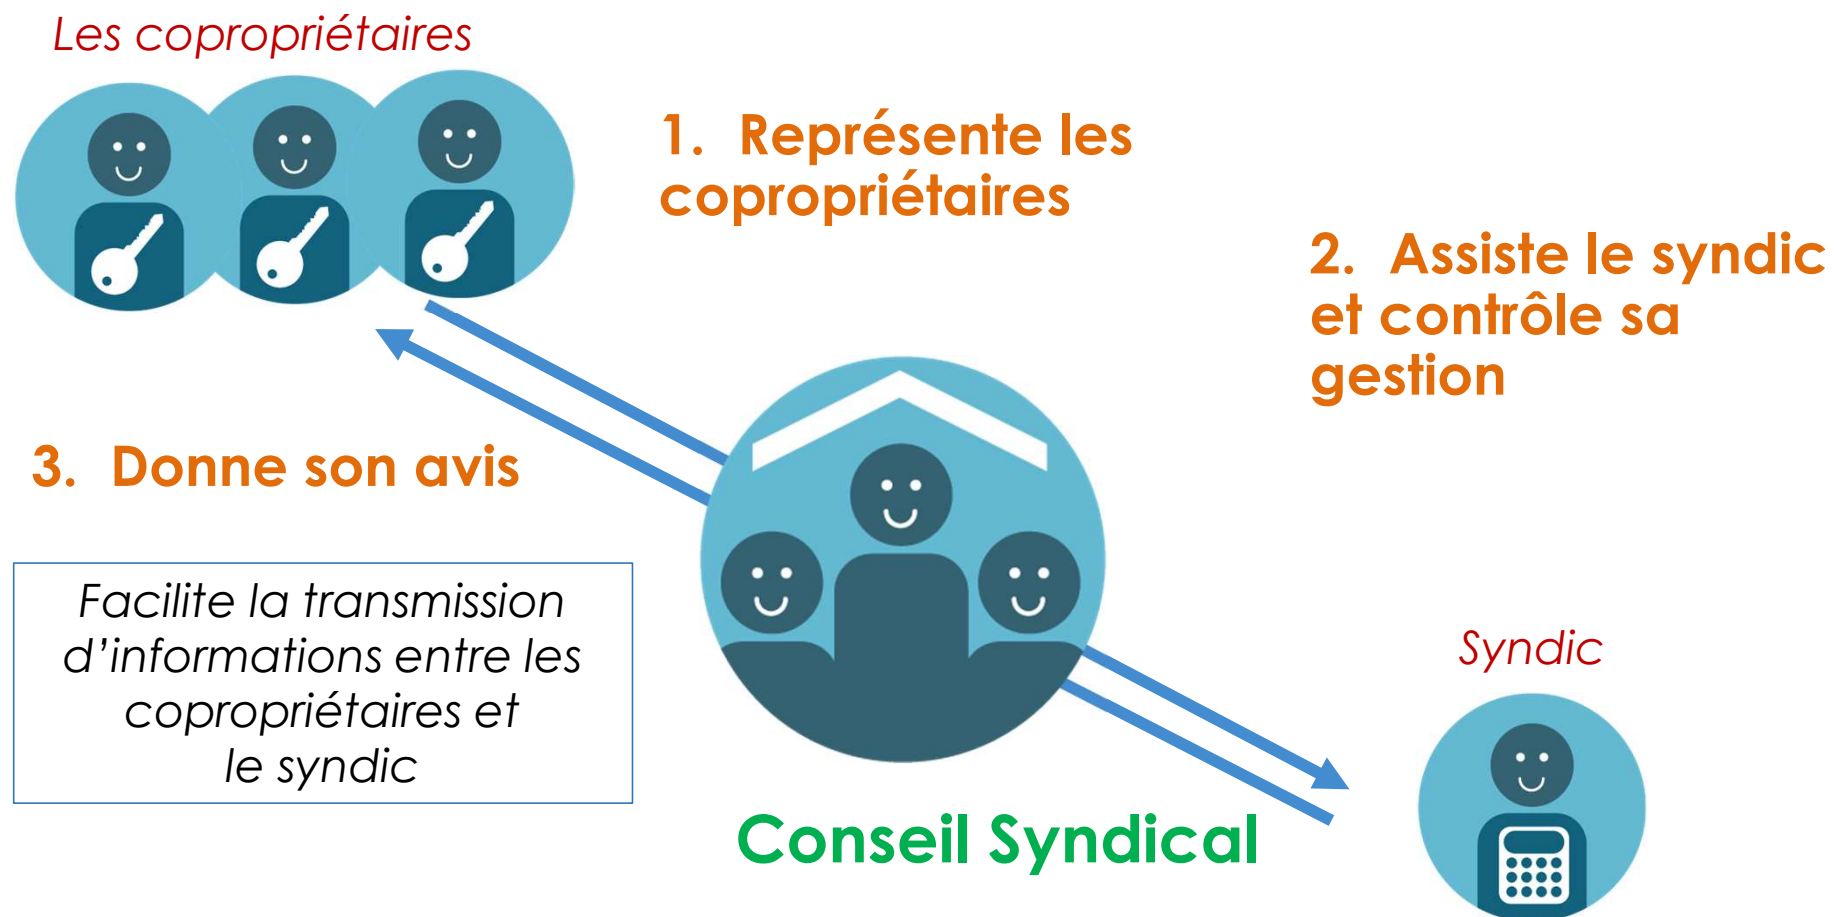 Les copropriétaires
1. Représente les
copropriétaires
2. Assiste le syndic
et contrôle sa
gestion
3. Donne son avis
Facilite la transmission
d’informations entre les
copropriétaires et
le syndic
Syndic
Conseil Syndical